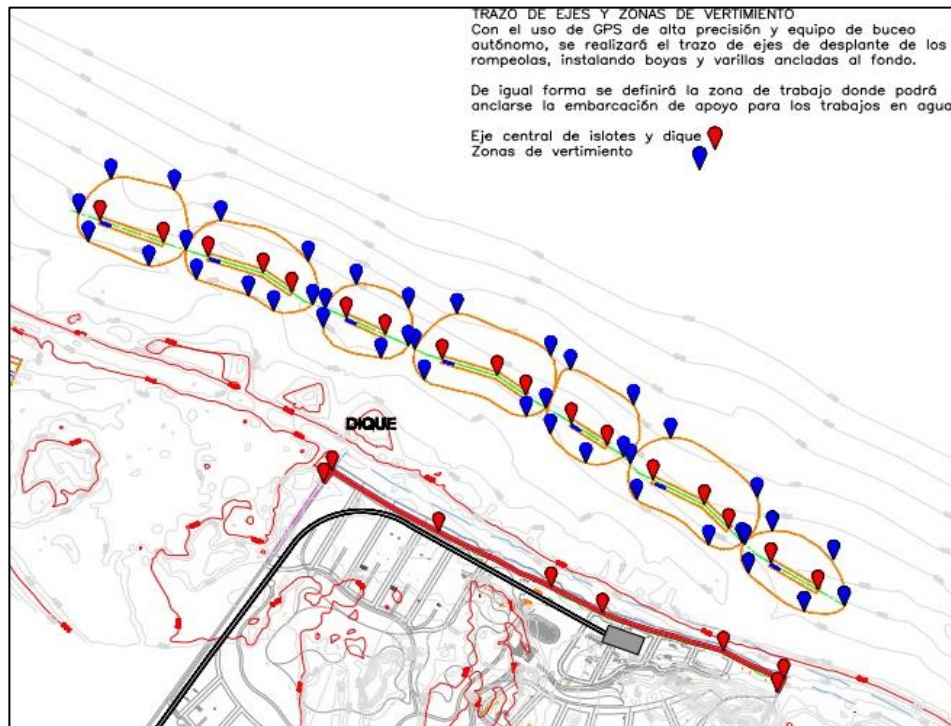 TRAZO DE EJES Y ZONAS DE VERTIMIENTO
Con el uso de GPS de alta precisión y equipo de buceo
autónomo, se realizará el trazo de ejes de desplante de los
rompeolas, instalando boyas y varillas ancladas al fondo.
De igual forma se definirá la zona de trabajo donde podrá
anclarse la embarcación de apoyo para los trabajos en agua
Eje central de islotes y dique
Zonas de vertimiento
DIQUE